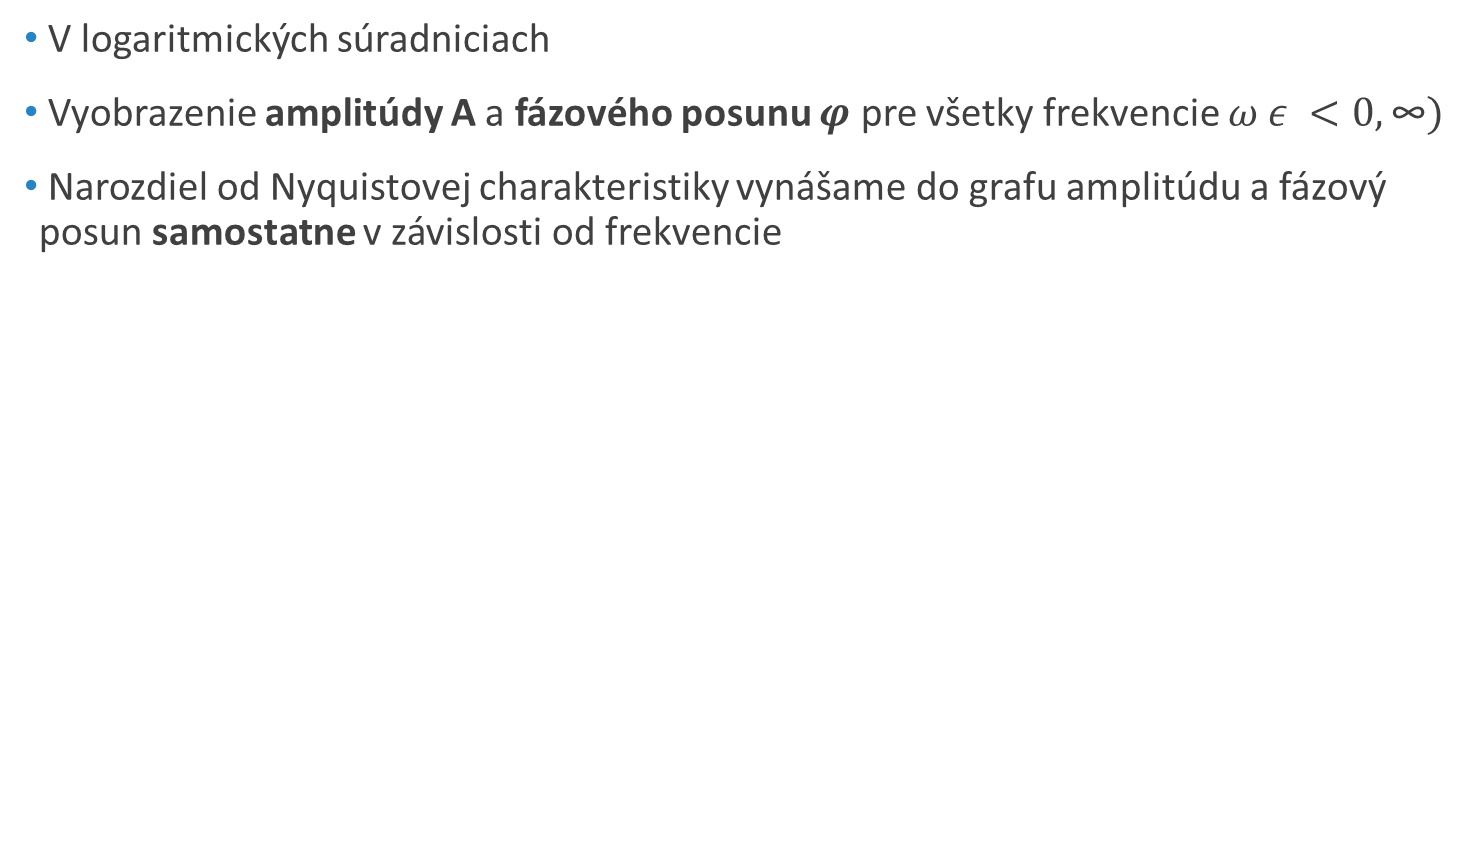 • V logaritmických súradniciach
• Vyobrazenie amplitúdy A a fázového posunu φ pre všetky frekvencie ω ϵ < 0, ∞)
• Narozdiel od Nyquistovej charakteristiky vynášame do grafu amplitúdu a fázový
posun samostatne v závislosti od frekvencie